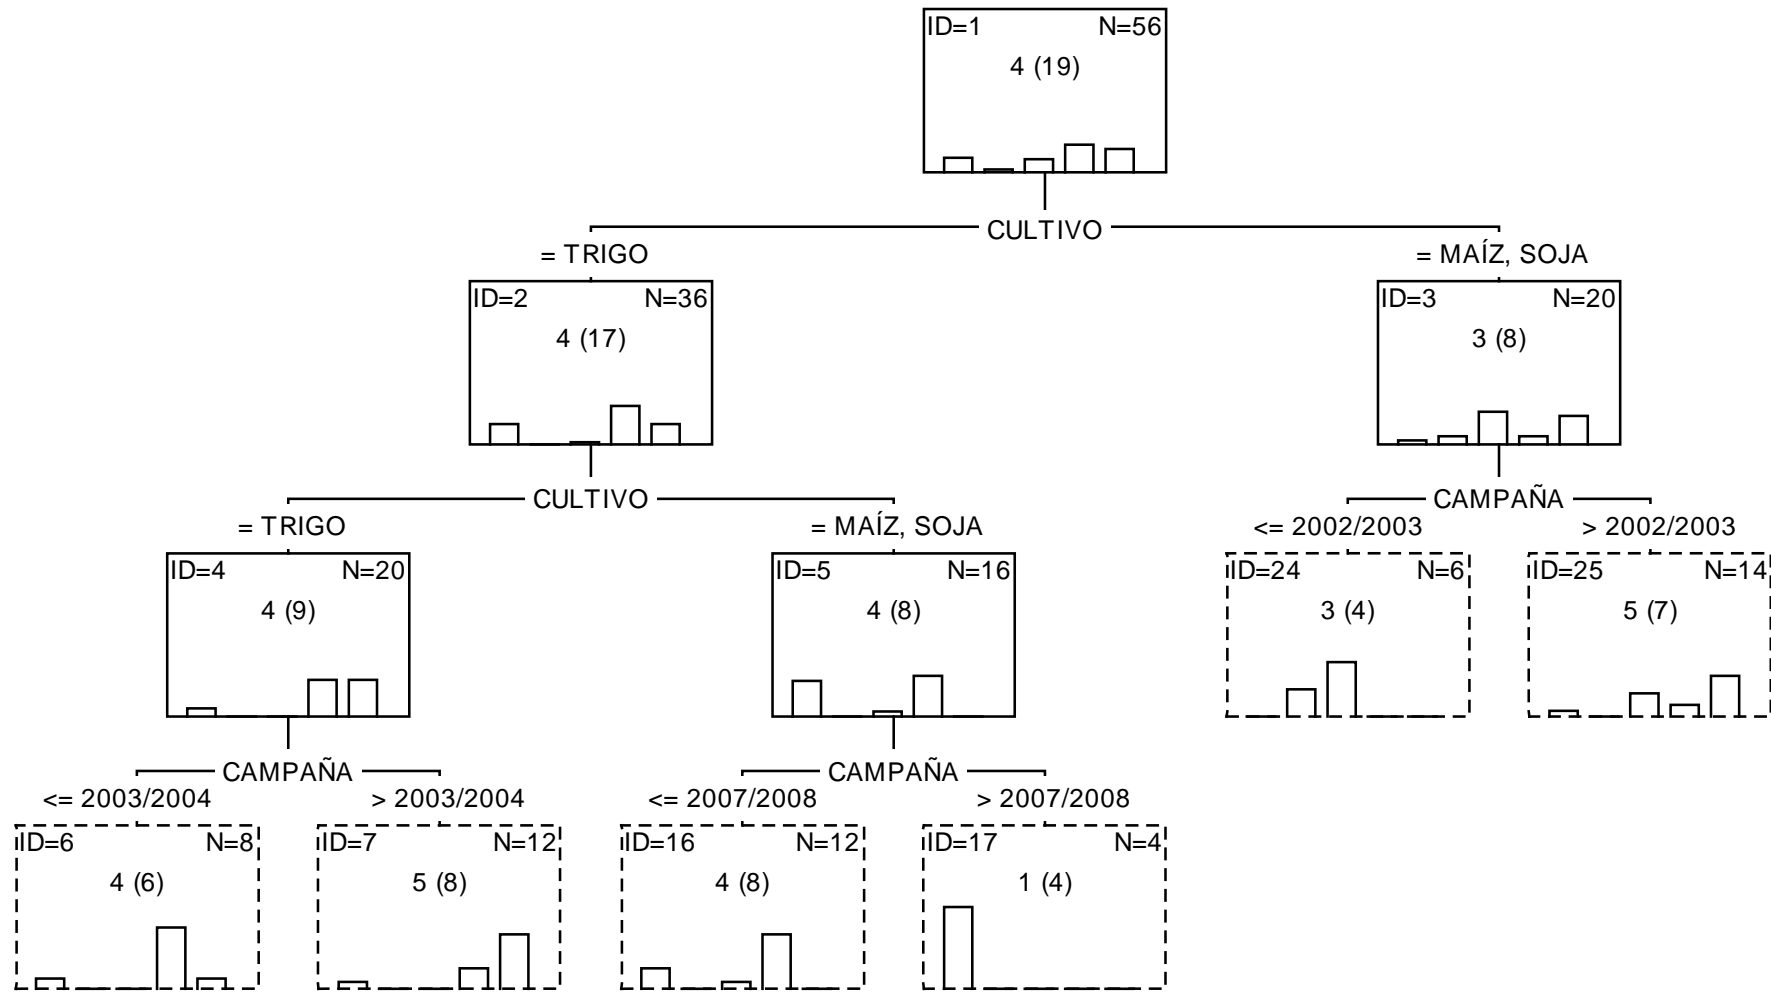 ID=1 N=56
4 (19)
CULTIVO
= TRIGO = MAÍZ, SOJA
ID=2 N=36 ID=3 N=20
4 (17) 3 (8)
CULTIVO CAMPAÑA
= TRIGO = MAÍZ, SOJA <= 2002/2003 > 2002/2003
ID=4 N=20 ID=5 N=16 ID=24 N=6 ID=25 N=14
4 (9) 4 (8) 3 (4) 5 (7)
CAMPAÑA CAMPAÑA
<= 2003/2004 > 2003/2004 <= 2007/2008 > 2007/2008
ID=6 N=8 ID=7 N=12 ID=16 N=12 ID=17 N=4
4 (6) 5 (8) 4 (8) 1 (4)